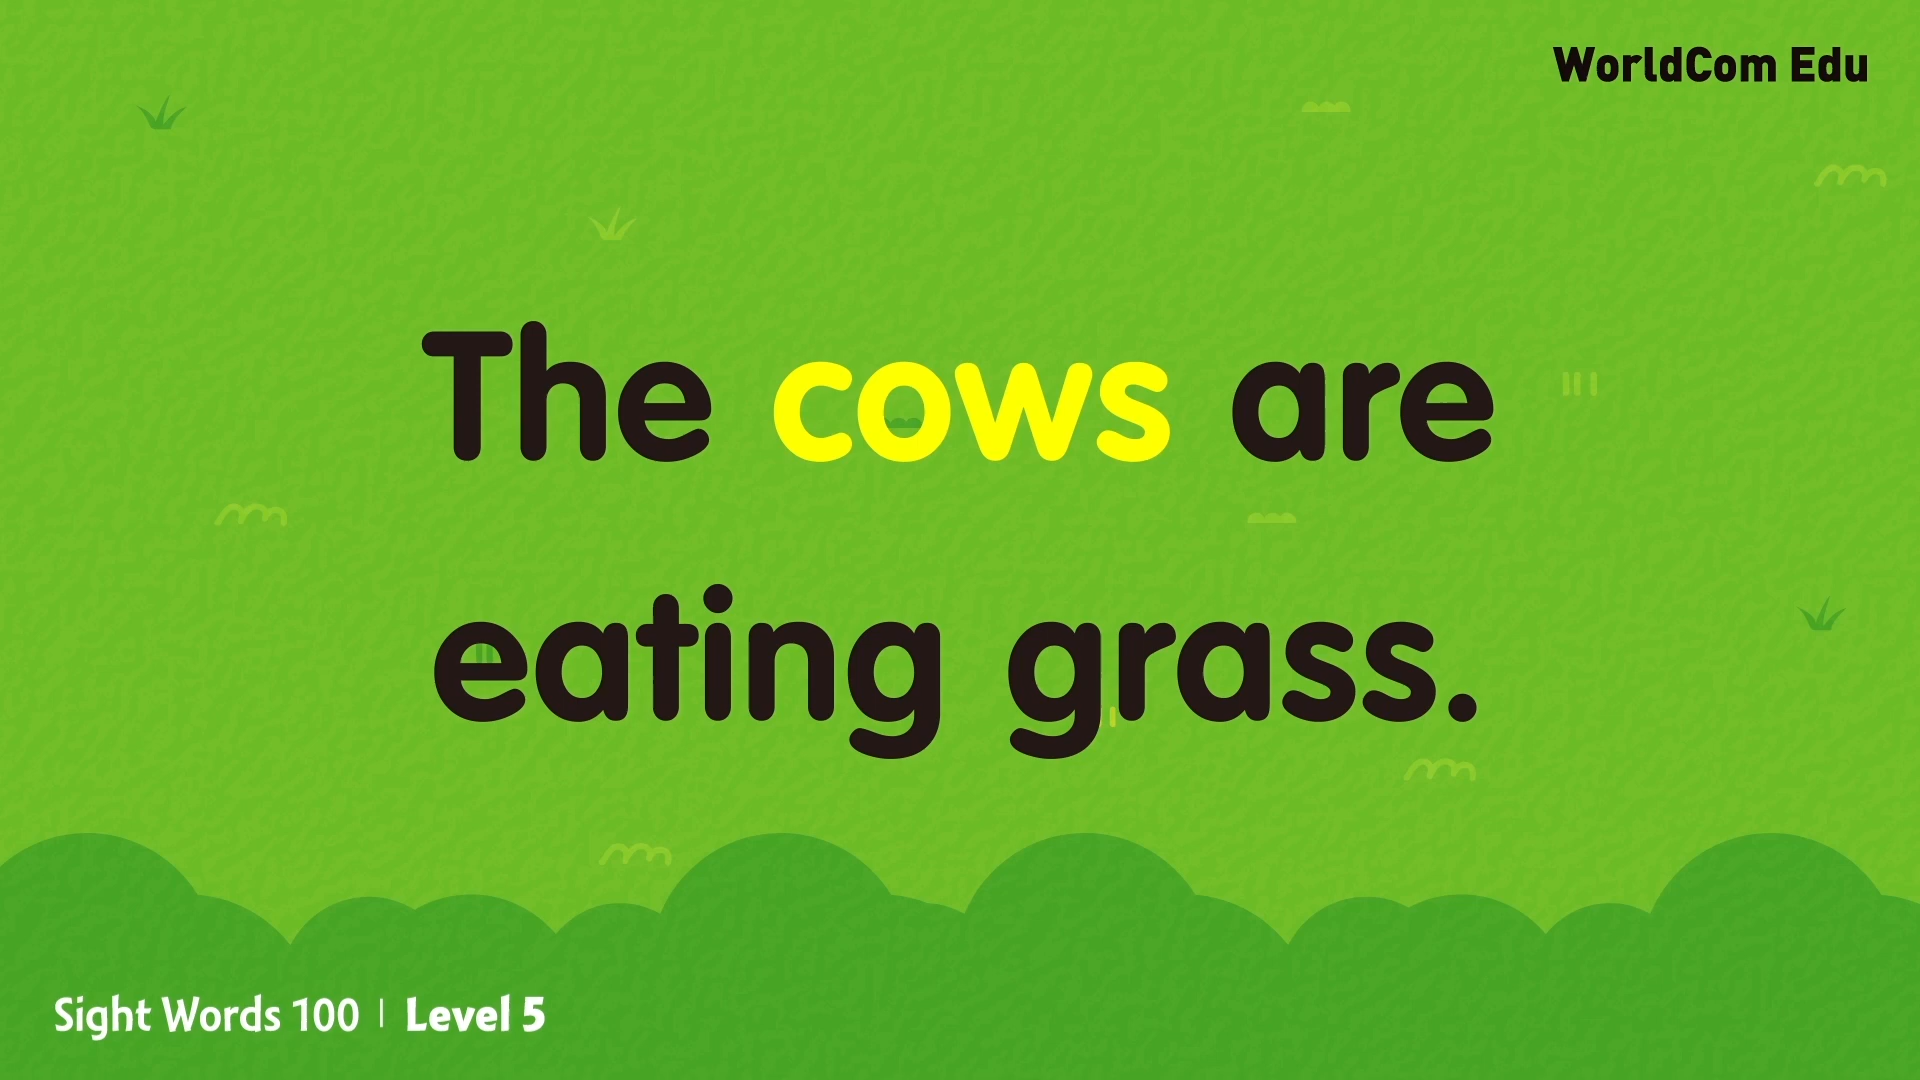 WorldCom Edu
The cows are
eating grass.
Sight Words 100 | Level 5